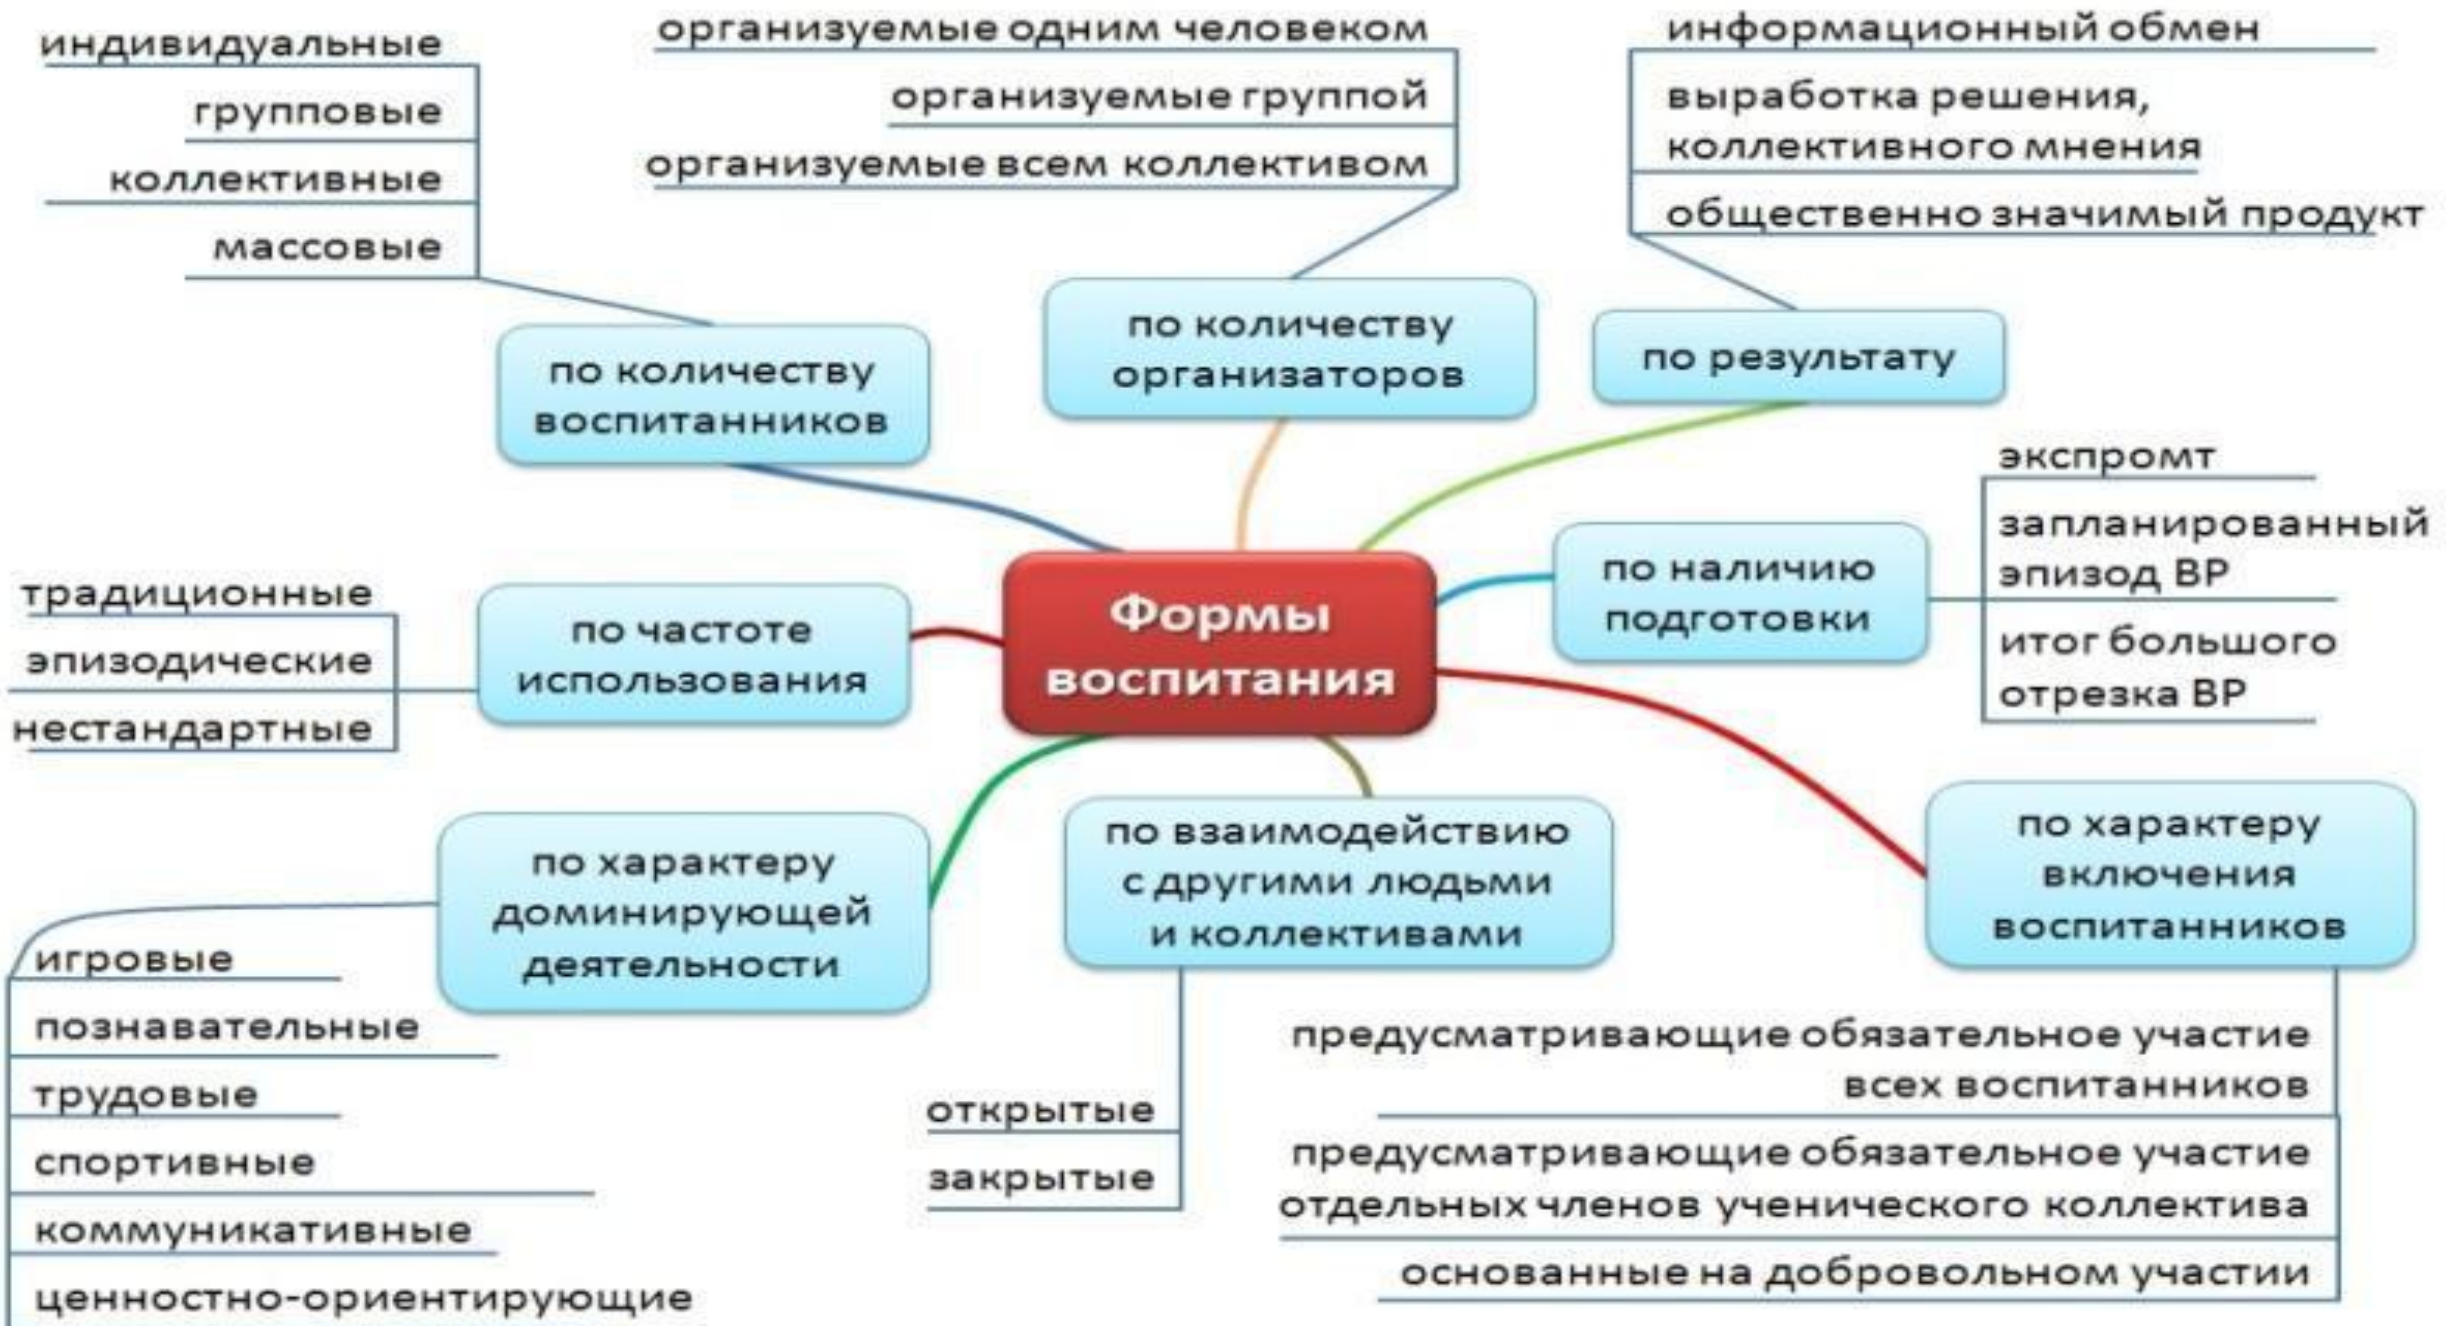 индивидуальные
групповые
коллективные
массовые
по количеству
воспитанников
организуемые одним человеком
организуемые группой
организуемые всем коллективом
по количеству
организаторов
информационный обмен
выработка решения,
коллективного мнения
общественно значимый продукт
по результату
Формы
воспитания
экспромт
запланированный
эпизод ВР
итог большого
отрезка ВР
по наличию
подготовки
традиционные
эпизодические
нестандартные
по частоте
использования
по характеру
доминирующей
деятельности
игровые
познавательные
трудовые
спортивные
коммуникативные
ценностно-ориентирующие
по взаимодействию
с другими людьми
и коллективами
открытые
закрытые
по характеру
включения
воспитанников
предусматривающие обязательное участие
всех воспитанников
предусматривающие обязательное участие
отдельных членов ученического коллектива
основанные на добровольном участии